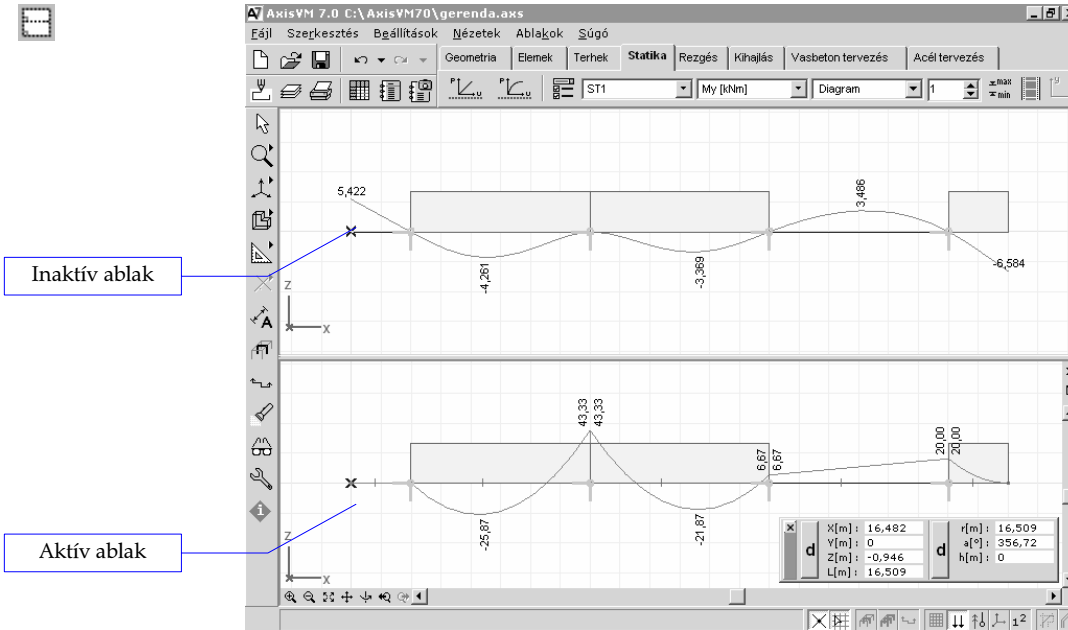 AxisVM 7.0 C:\AxisVM70\gerenda.axs
Fájl Szerkesztés Beállítások Nézetek Ablakok Súgó
Geometria Elemek Terhek Statika Rezgés Kihajlás Vasbeton tervezés Acél tervezés
ST1 My [kNm] Diagram 1 max min
5,422
3,486
-4,261
-3,369
-6,584
Z
X
Inaktív ablak
43,33 43,33
6,67 6,67
20,00 20,00
-25,87
-21,87
Z
X
Aktív ablak
d X[m]: 16,482 d r[m]: 16,509
Y[m]: 0 a[°]: 356,72
Z[m]: -0,946 h[m]: 0
L[m]: 16,509